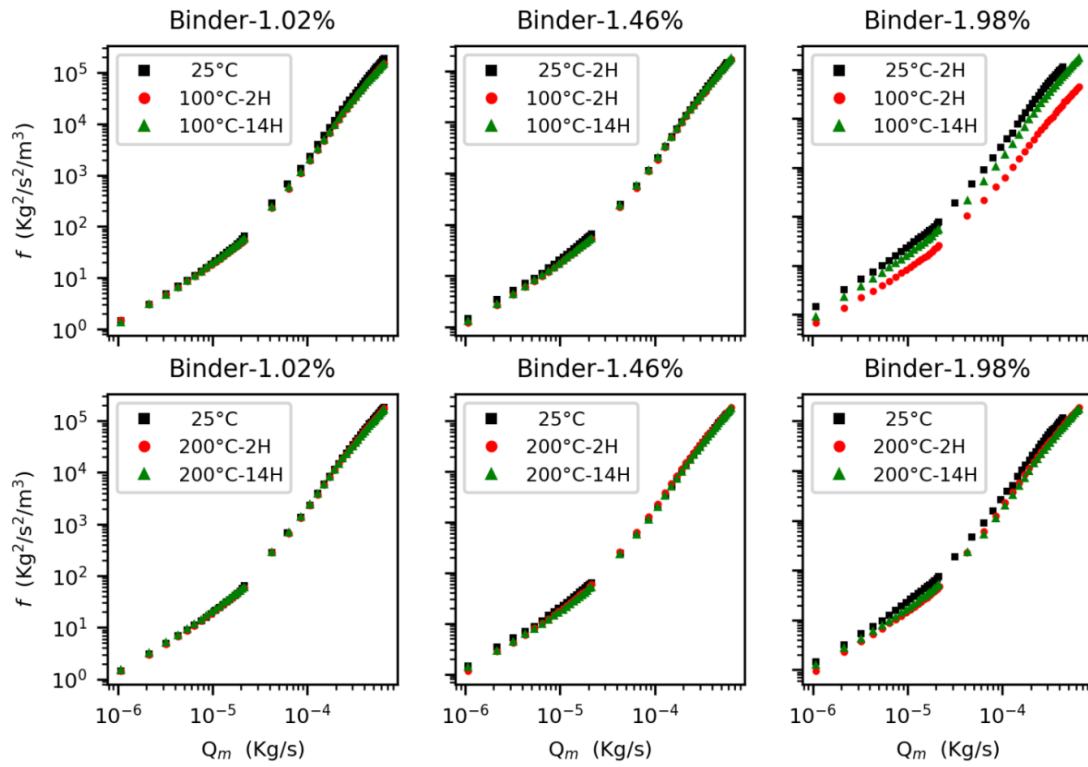 Binder-1.02%
Binder-1.46%
Binder-1.98%
f (Kg²/s²/m³)
10⁵
10⁴
10³
10²
10¹
10⁰
25°C
100°C-2H
100°C-14H
25°C-2H
100°C-2H
100°C-14H
25°C-2H
100°C-2H
100°C-14H
Binder-1.02%
Binder-1.46%
Binder-1.98%
f (Kg²/s²/m³)
10⁵
10⁴
10³
10²
10¹
10⁰
25°C
200°C-2H
200°C-14H
25°C
200°C-2H
200°C-14H
25°C
200°C-2H
200°C-14H
10⁻⁶ 10⁻⁵ 10⁻⁴
10⁻⁶ 10⁻⁵ 10⁻⁴
10⁻⁶ 10⁻⁵ 10⁻⁴
Qₘ (Kg/s)
Qₘ (Kg/s)
Qₘ (Kg/s)